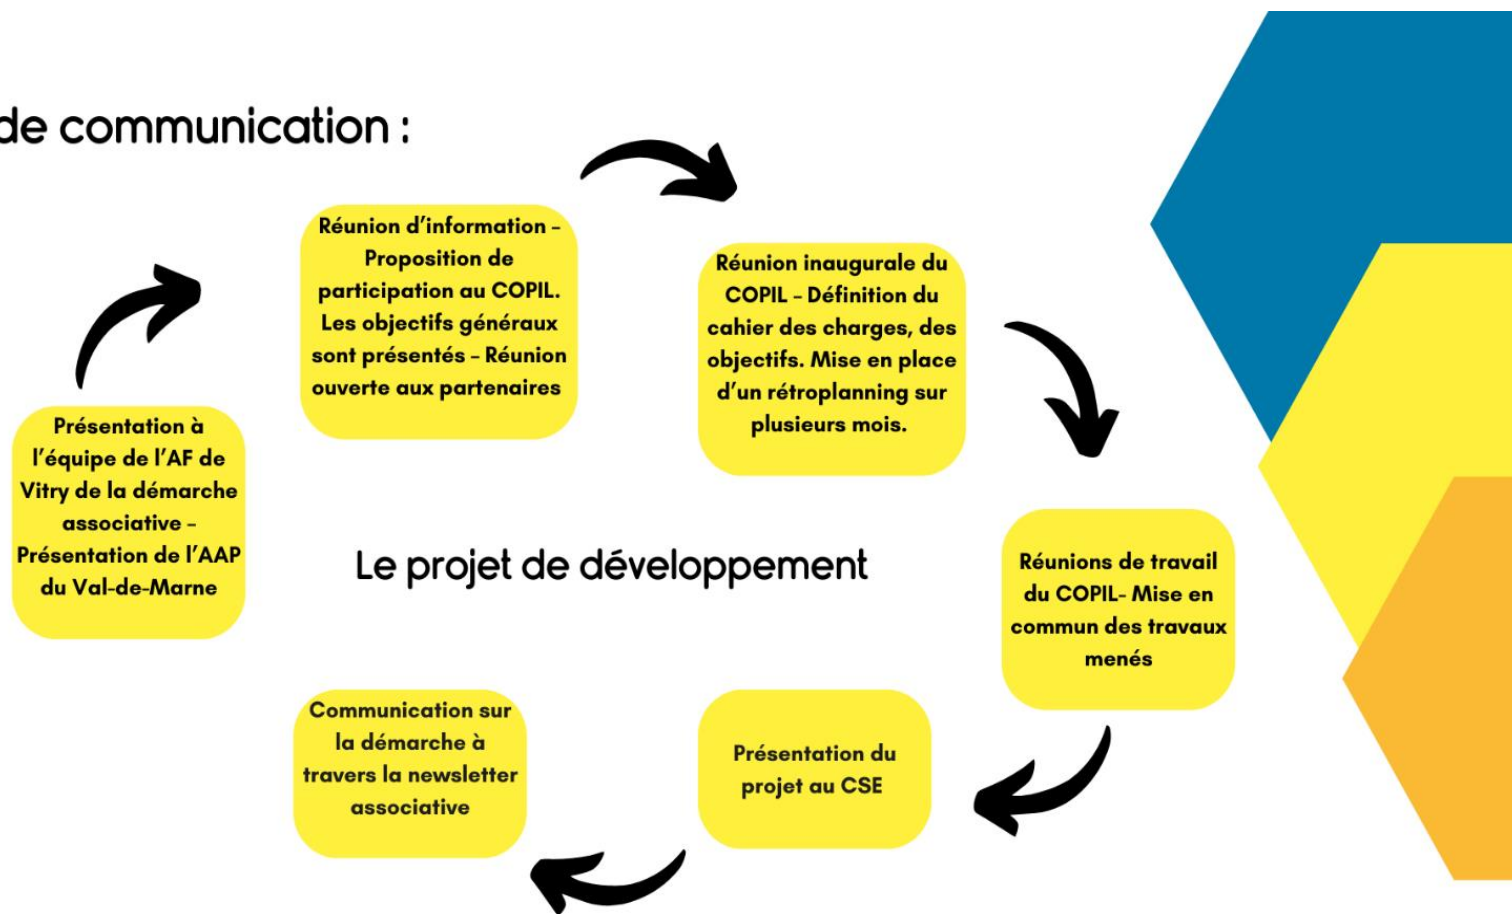 de communication :
Présentation à
l'équipe de l'AF de
Vitry de la démarche
associative –
Présentation de l'AAP
du Val-de-Marne
Réunion d'information –
Proposition de
participation au COPIL.
Les objectifs généraux
sont présentés – Réunion
ouverte aux partenaires
Réunion inaugurale du
COPIL – Définition du
cahier des charges, des
objectifs. Mise en place
d'un rétroplanning sur
plusieurs mois.
Réunions de travail
du COPIL- Mise en
commun des travaux
menés
Présentation du
projet au CSE
Communication sur
la démarche à
travers la newsletter
associative
Le projet de développement